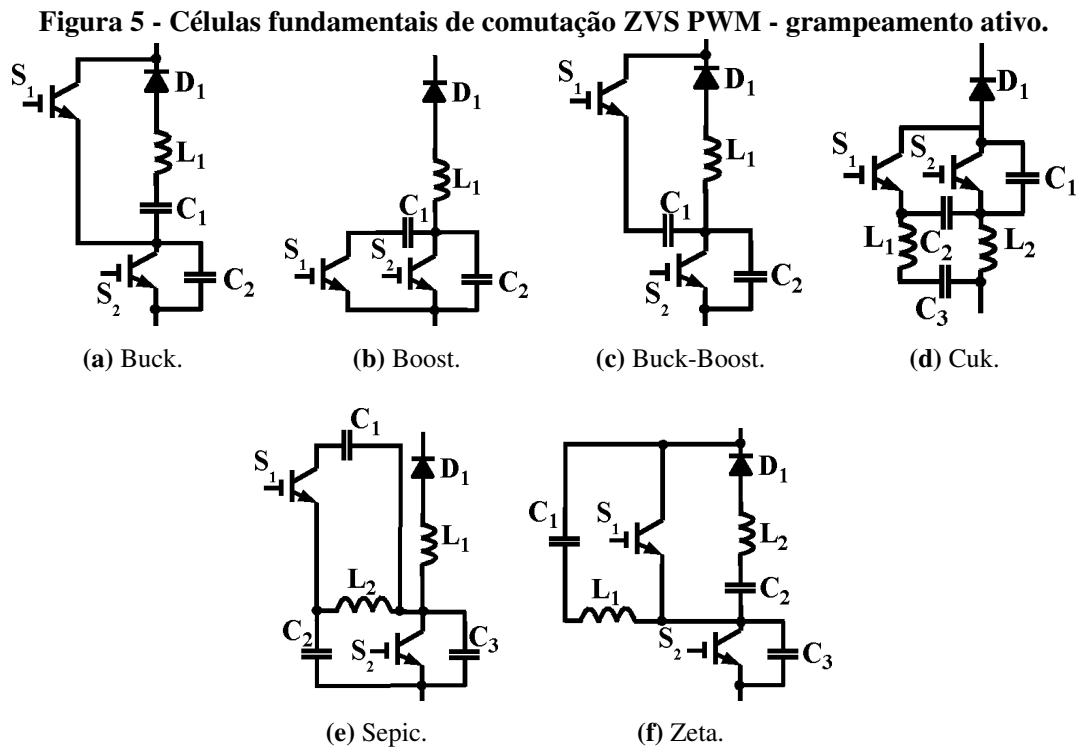 Figura 5 - Células fundamentais de comutação ZVS PWM - grampeamento ativo.
S1
D1
L1
C1
S2
C2
(a) Buck.
D1
L1
C1
S1
S2
C2
(b) Boost.
S1
D1
L1
C1
S2
C2
(c) Buck-Boost.
D1
S1
S2
C1
L1
C2
L2
C3
(d) Cuk.
C1
S1
D1
L1
L2
C2
S2
C3
(e) Sepic.
D1
C1
S1
L2
L1
C2
S2
C3
(f) Zeta.